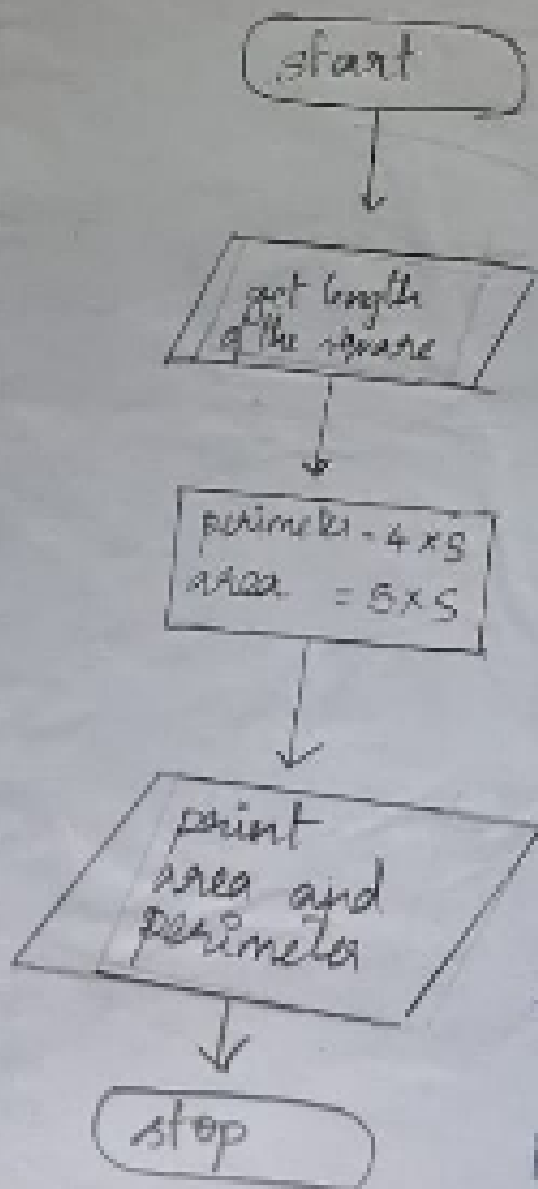 start
get length
of the square
perimeter = 4 × S
area = S × S
print
area and
perimeter
stop